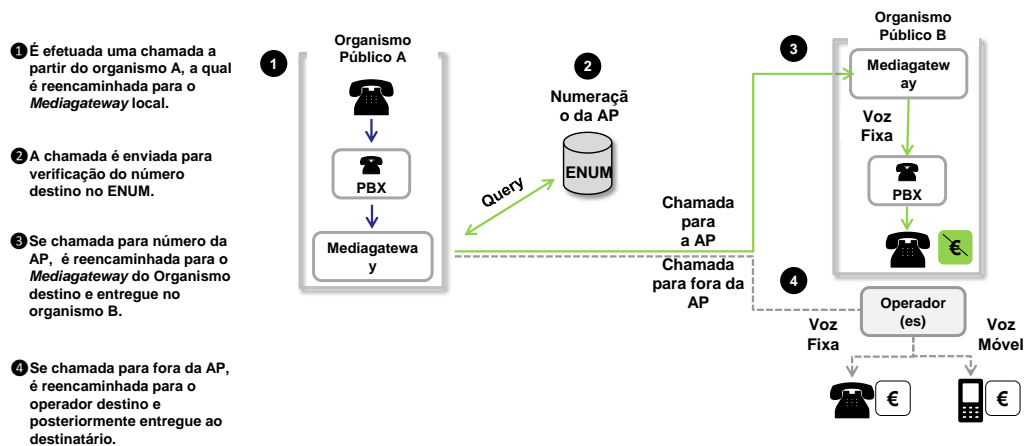 ❶É efetuada uma chamada a
partir do organismo A, a qual
é reencaminhada para o
Mediagateway local.
❷A chamada é enviada para
verificação do número
destino no ENUM.
❸Se chamada para número da
AP, é reencaminhada para o
Mediagateway do Organismo
destino e entregue no
organismo B.
❹Se chamada para fora da AP,
é reencaminhada para o
operador destino e
posteriormente entregue ao
destinatário.
1
Organismo
Público A
PBX
Mediagatewa
y
2
Numeraçã
o da AP
ENUM
Query
Chamada
para
a AP
Chamada
para fora da
AP
3
Organismo
Público B
Mediagatew
ay
Voz
Fixa
PBX
€
4
Operador
(es)
Voz
Fixa
Voz
Móvel
€
€